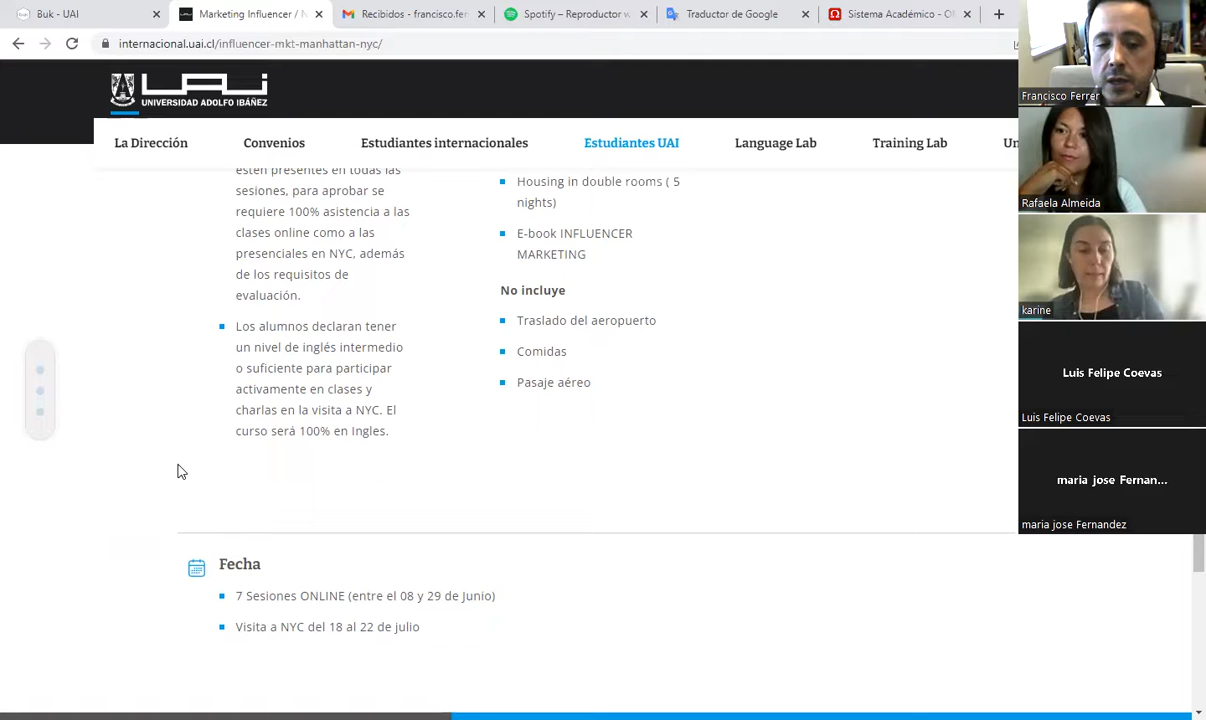 Buk - UAI
Marketing Influencer / N
Recibidos - francisco.fer
Spotify – Reproductor w
Traductor de Google
Sistema Académico - O
internacional.uai.cl/influencer-mkt-manhattan-nyc/
UAI
UNIVERSIDAD ADOLFO IBÁÑEZ
La Dirección
Convenios
Estudiantes internacionales
Estudiantes UAI
Language Lab
Training Lab
Un
estén presentes en todas las
sesiones, para aprobar se
requiere 100% asistencia a las
clases online como a las
presenciales en NYC, además
de los requisitos de
evaluación.
Los alumnos declaran tener
un nivel de inglés intermedio
o suficiente para participar
activamente en clases y
charlas en la visita a NYC. El
curso será 100% en Ingles.
Housing in double rooms ( 5
nights)
E-book INFLUENCER
MARKETING
No incluye
Traslado del aeropuerto
Comidas
Pasaje aéreo
Fecha
7 Sesiones ONLINE (entre el 08 y 29 de Junio)
Visita a NYC del 18 al 22 de julio
Francisco Ferrer
Rafaela Almeida
karine
Luis Felipe Coevas
Luis Felipe Coevas
maria jose Fernan...
maria jose Fernandez